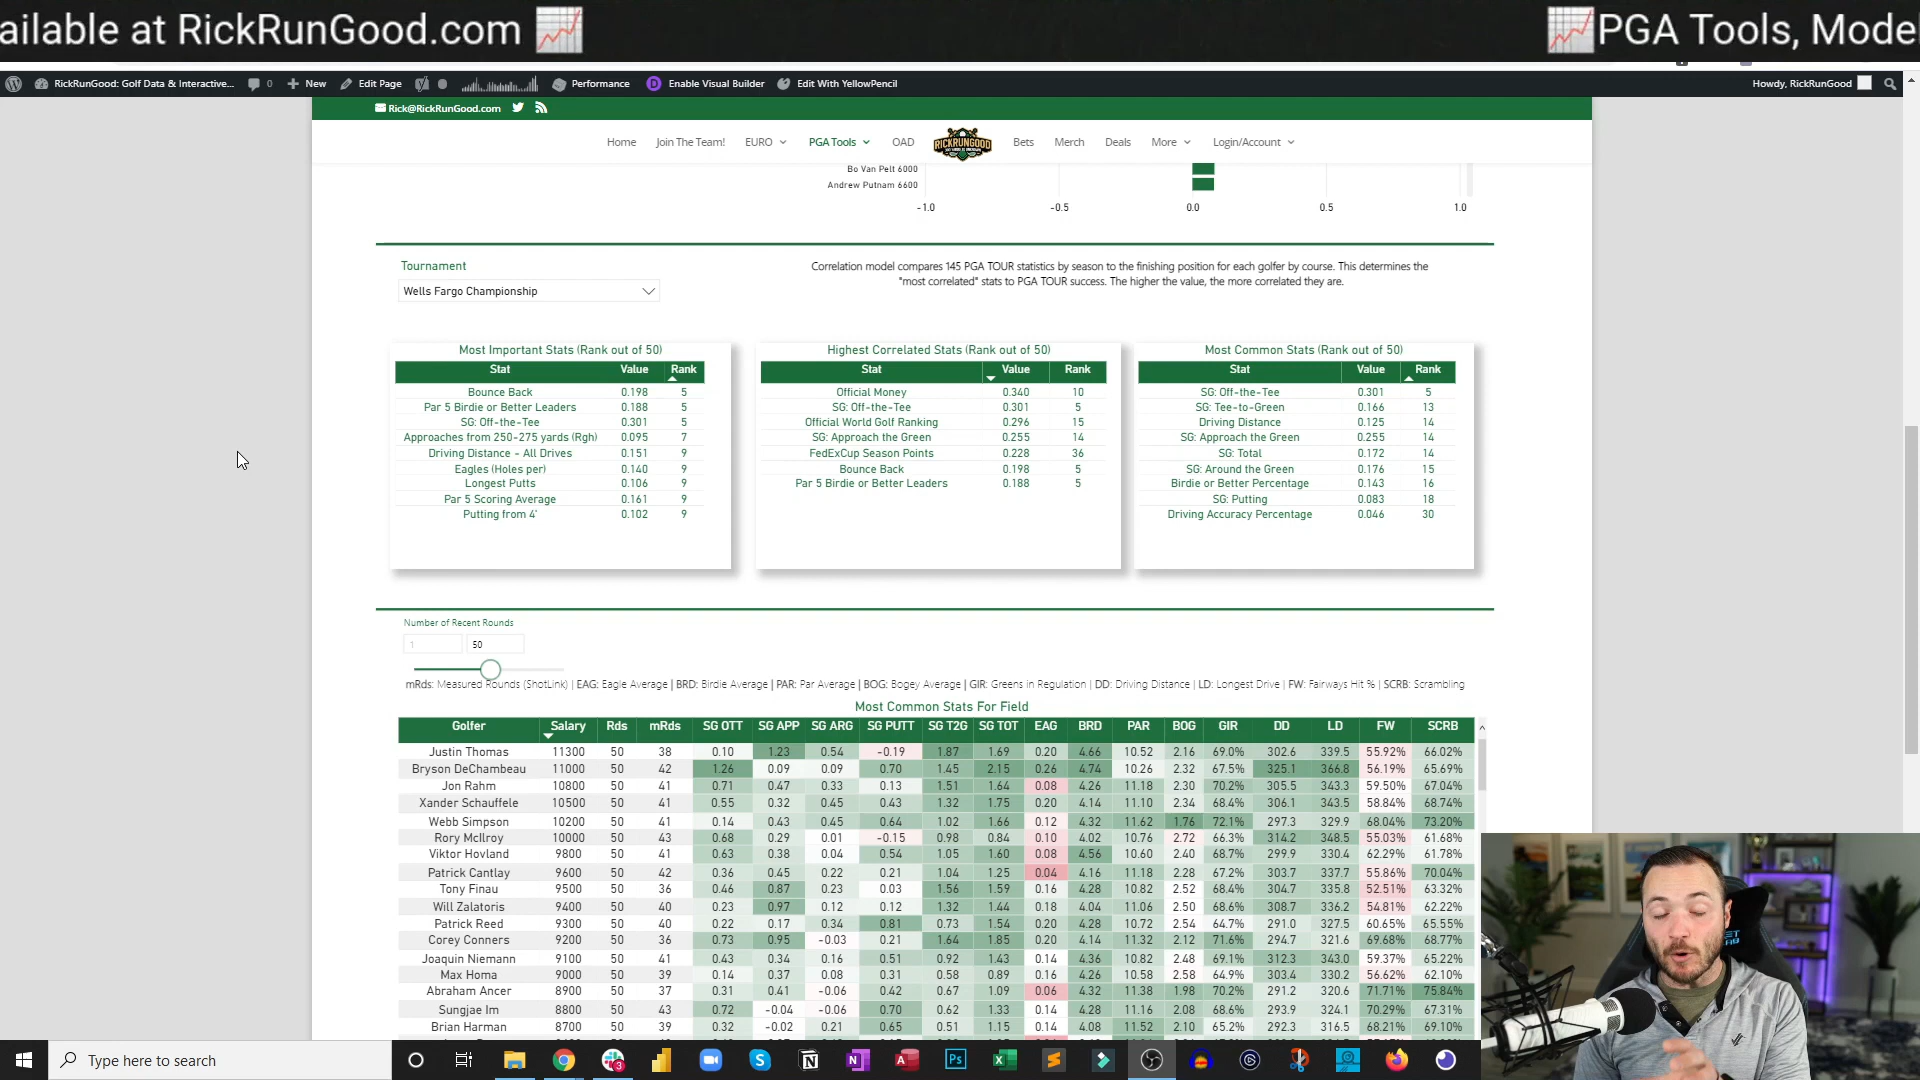 ailable at RickRunGood.com
PGA Tools, Mode
RickRunGood: Golf Data & Interactive... 0 New Edit Page Performance Enable Visual Builder Edit With YellowPencil Howdy, RickRunGood
Rick@RickRunGood.com
Home Join The Team! EURO PGA Tools OAD RICKRUNGOOD Bets Merch Deals More Login/Account
Bo Van Pelt 6000
Andrew Putnam 6600
-1.0 -0.5 0.0 0.5 1.0
Tournament
Wells Fargo Championship
Correlation model compares 145 PGA TOUR statistics by season to the finishing position for each golfer by course. This determines the
"most correlated" stats to PGA TOUR success. The higher the value, the more correlated they are.
Most Important Stats (Rank out of 50)
Stat Value Rank
Bounce Back 0.198 5
Par 5 Birdie or Better Leaders 0.188 5
SG: Off-the-Tee 0.301 5
Approaches from 250-275 yards (Rgh) 0.095 7
Driving Distance - All Drives 0.151 9
Eagles (Holes per) 0.140 9
Longest Putts 0.106 9
Par 5 Scoring Average 0.161 9
Putting from 4' 0.102 9
Highest Correlated Stats (Rank out of 50)
Stat Value Rank
Official Money 0.340 10
SG: Off-the-Tee 0.301 5
Official World Golf Ranking 0.296 15
SG: Approach the Green 0.255 14
FedExCup Season Points 0.228 36
Bounce Back 0.198 5
Par 5 Birdie or Better Leaders 0.188 5
Most Common Stats (Rank out of 50)
Stat Value Rank
SG: Off-the-Tee 0.301 5
SG: Tee-to-Green 0.166 13
Driving Distance 0.125 14
SG: Approach the Green 0.255 14
SG: Total 0.172 14
SG: Around the Green 0.176 15
Birdie or Better Percentage 0.143 16
SG: Putting 0.083 18
Driving Accuracy Percentage 0.046 30
Number of Recent Rounds
1 50
mRds: Measured Rounds (ShotLink) | EAG: Eagle Average | BRD: Birdie Average | PAR: Par Average | BOG: Bogey Average | GIR: Greens in Regulation | DD: Driving Distance | LD: Longest Drive | FW: Fairways Hit % | SCRB: Scrambling
Most Common Stats For Field
Golfer Salary Rds mRds SG OTT SG APP SG ARG SG PUTT SG T2G SG TOT EAG BRD PAR BOG GIR DD LD FW SCRB
Justin Thomas 11300 50 38 0.10 1.23 0.54 -0.19 1.87 1.69 0.20 4.66 10.52 2.16 69.0% 302.6 339.5 55.92% 66.02%
Bryson DeChambeau 11000 50 42 1.26 0.09 0.09 0.70 1.45 2.15 0.26 4.74 10.26 2.32 67.5% 325.1 366.8 56.19% 65.69%
Jon Rahm 10800 50 41 0.71 0.47 0.33 0.13 1.51 1.64 0.08 4.26 11.18 2.30 70.2% 305.5 343.3 59.50% 67.04%
Xander Schauffele 10500 50 41 0.55 0.32 0.45 0.43 1.32 1.75 0.20 4.14 11.10 2.34 68.4% 306.1 343.5 58.84% 68.74%
Webb Simpson 10200 50 41 0.14 0.43 0.45 0.64 1.02 1.66 0.12 4.32 11.62 1.76 72.1% 297.3 329.9 68.04% 73.20%
Rory McIlroy 10000 50 43 0.68 0.29 0.01 -0.15 0.98 0.84 0.10 4.02 10.76 2.72 66.3% 314.2 348.5 55.03% 61.68%
Viktor Hovland 9800 50 41 0.63 0.38 0.04 0.54 1.05 1.60 0.08 4.56 10.60 2.40 68.7% 299.9 330.4 62.29% 61.78%
Patrick Cantlay 9600 50 42 0.36 0.45 0.22 0.21 1.04 1.25 0.04 4.16 11.18 2.28 67.2% 303.7 337.7 55.86% 70.04%
Tony Finau 9500 50 36 0.46 0.87 0.23 0.03 1.56 1.59 0.16 4.28 10.82 2.52 68.4% 304.7 335.8 52.51% 63.32%
Will Zalatoris 9400 50 40 0.23 0.97 0.12 0.12 1.32 1.44 0.18 4.04 11.06 2.50 68.6% 308.7 336.2 54.81% 62.22%
Patrick Reed 9300 50 40 0.22 0.17 0.34 0.81 0.73 1.54 0.20 4.28 10.72 2.54 64.7% 291.0 327.5 60.65% 65.55%
Corey Conners 9200 50 36 0.73 0.95 -0.03 0.21 1.64 1.85 0.20 4.14 11.32 2.12 71.6% 294.7 321.6 69.68% 68.77%
Joaquin Niemann 9100 50 41 0.43 0.34 0.16 0.51 0.92 1.43 0.14 4.36 10.82 2.48 69.1% 312.3 343.0 59.37% 65.22%
Max Homa 9000 50 39 0.14 0.37 0.08 0.31 0.58 0.89 0.16 4.26 10.58 2.58 64.9% 303.4 330.2 56.62% 62.10%
Abraham Ancer 8900 50 37 0.31 0.41 -0.06 0.42 0.67 1.09 0.06 4.32 11.38 1.98 70.2% 291.2 320.6 71.71% 75.84%
Sungjae Im 8800 50 43 0.72 -0.04 -0.06 0.70 0.62 1.33 0.14 4.28 11.16 2.08 68.6% 293.9 324.1 70.29% 67.31%
Brian Harman 8700 50 39 0.32 -0.02 0.21 0.65 0.51 1.15 0.14 4.08 11.52 2.10 65.2% 292.3 316.5 68.21% 69.10%
Type here to search